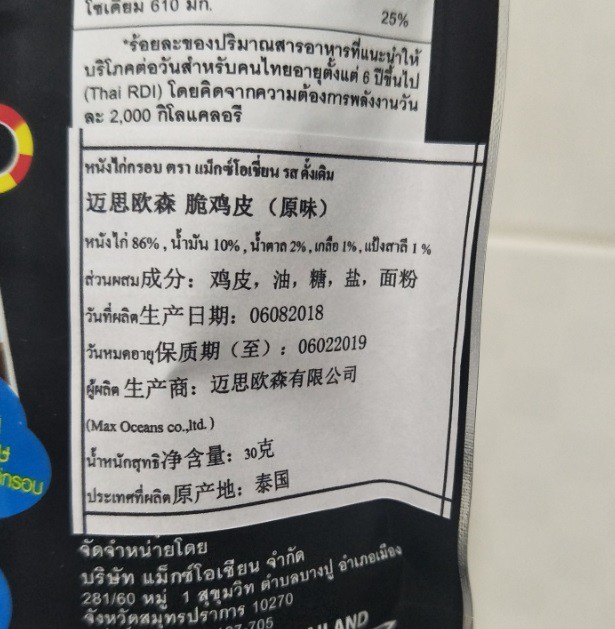 โซเดียม 610 มก.
25%
*ร้อยละของปริมาณสารอาหารที่แนะนำให้
บริโภคต่อวันสำหรับคนไทยอายุตั้งแต่ 6 ปีขึ้นไป
(Thai RDI) โดยคิดจากความต้องการพลังงานวัน
ละ 2,000 กิโลแคลอรี
หนังไก่กรอบ ตรา แม็กซ์โอเชี่ยน รส ดั้งเดิม
迈思欧森 脆鸡皮（原味）
หนังไก่ 86% , น้ำมัน 10% , น้ำตาล 2% , เกลือ 1% , แป้งสาลี 1 %
ส่วนผสม成分：鸡皮，油，糖，盐，面粉
วันที่ผลิต生产日期：06082018
วันหมดอายุ保质期（至）：06022019
ผู้ผลิต 生产商：迈思欧森有限公司
(Max Oceans co.,ltd. )
น้ำหนักสุทธิ净含量：30克
ประเทศที่ผลิต原产地：泰国
จัดจำหน่ายโดย
บริษัท แม็กซ์โอเชียน จำกัด
281/60 หมู่ 1 สุขุมวิท ตำบลบางปู อำเภอเมือง
จังหวัดสมุทรปราการ 10270